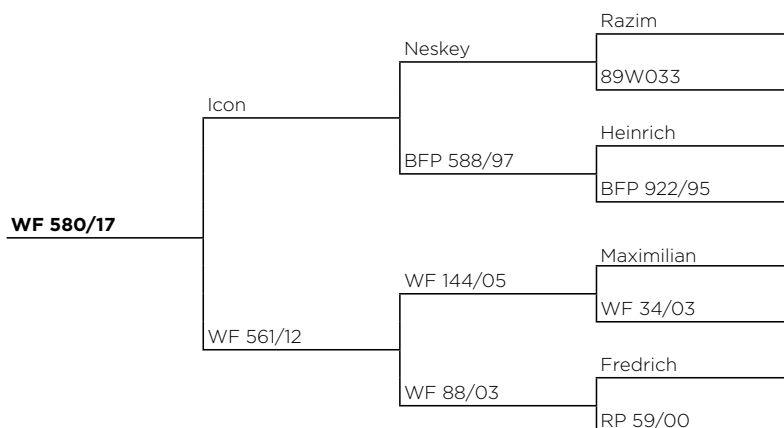 Razim
Neskey
89W033
Icon
Heinrich
BFP 588/97
BFP 922/95
WF 580/17
Maximilian
WF 144/05
WF 34/03
WF 561/12
Fredrich
WF 88/03
RP 59/00